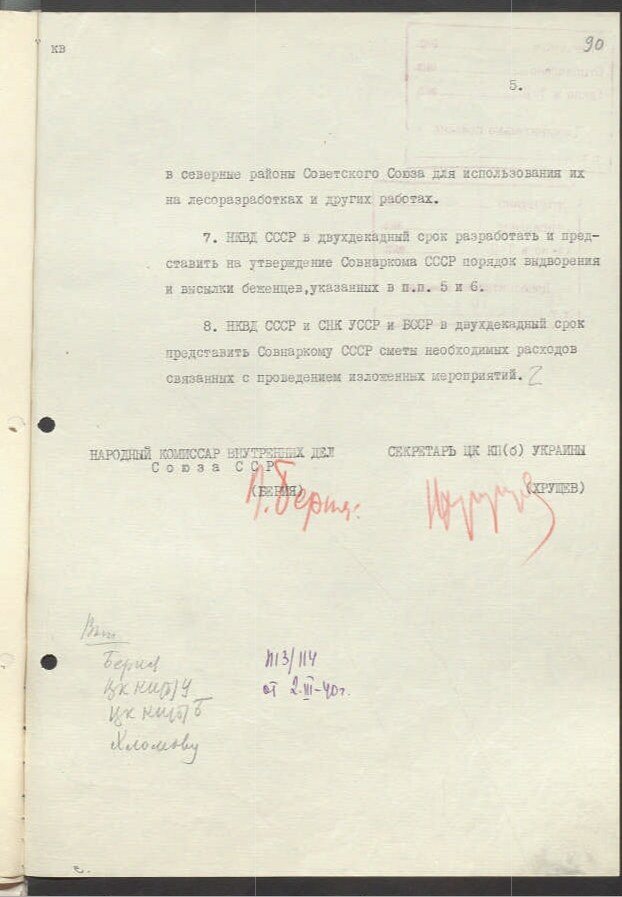 КВ
90
5.
в северные районы Советского Союза для использования их
на лесоразработках и других работах.
7. НКВД СССР в двухдекадный срок разработать и пред-
ставить на утверждение Совнаркома СССР порядок выдворения
и высылки беженцев,указанных в п.п. 5 и 6.
8. НКВД СССР и СНК УССР и БССР в двухдекадный срок
представить Совнаркому СССР сметы необходимых расходов
связанных с проведением изложенных мероприятий.
НАРОДНЫЙ КОМИССАР ВНУТРЕННИХ ДЕЛ
Союза ССР
(БЕРИЯ)
Л. Берия.
СЕКРЕТАРЬ ЦК КП(б) УКРАИНЫ
(ХРУЩЕВ)
Вып.
Берия
ЦК КП(б)У
ЦК КП(б)Б
Хломову
П13/114
от 2-III-40г.